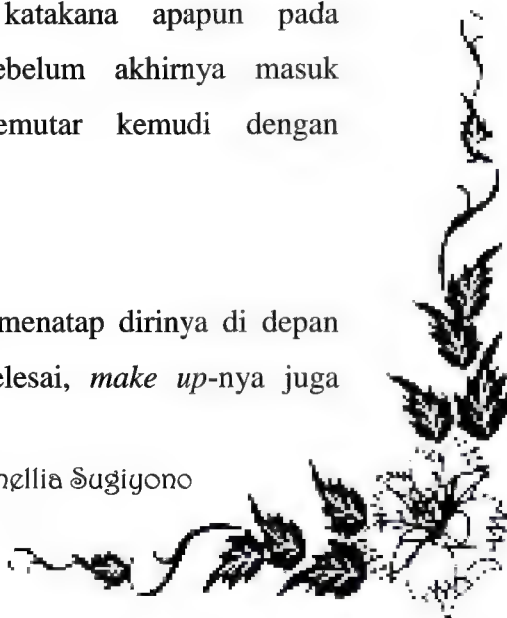 katakana apapun pada
ebelum akhirnya masuk
emutar kemudi dengan
menatap dirinya di depan
elesai, make up-nya juga
nellia Sugiyono